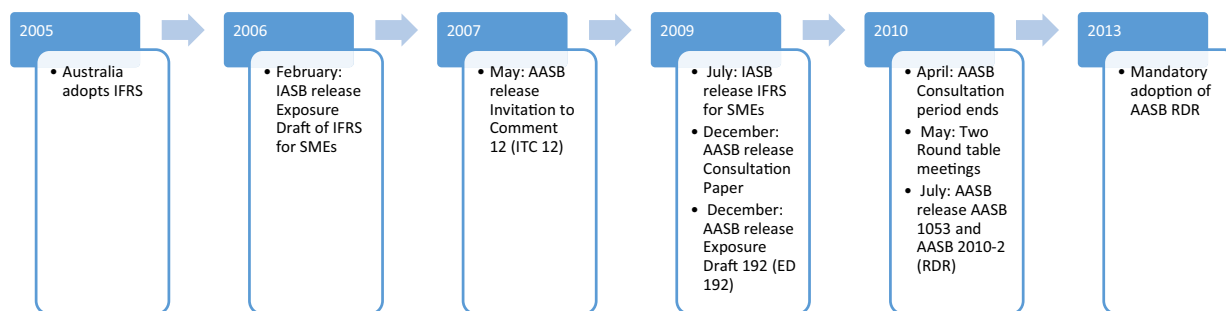 2005
• Australia
adopts IFRS
2006
• February:
IASB release
Exposure
Draft of IFRS
for SMEs
2007
• May: AASB
release
Invitation to
Comment
12 (ITC 12)
2009
• July: IASB
release IFRS
for SMEs
• December:
AASB release
Consultation
Paper
• December:
AASB release
Exposure
Draft 192 (ED
192)
2010
• April: AASB
Consultation
period ends
• May: Two
Round table
meetings
• July: AASB
release AASB
1053 and
AASB 2010-2
(RDR)
2013
• Mandatory
adoption of
AASB RDR